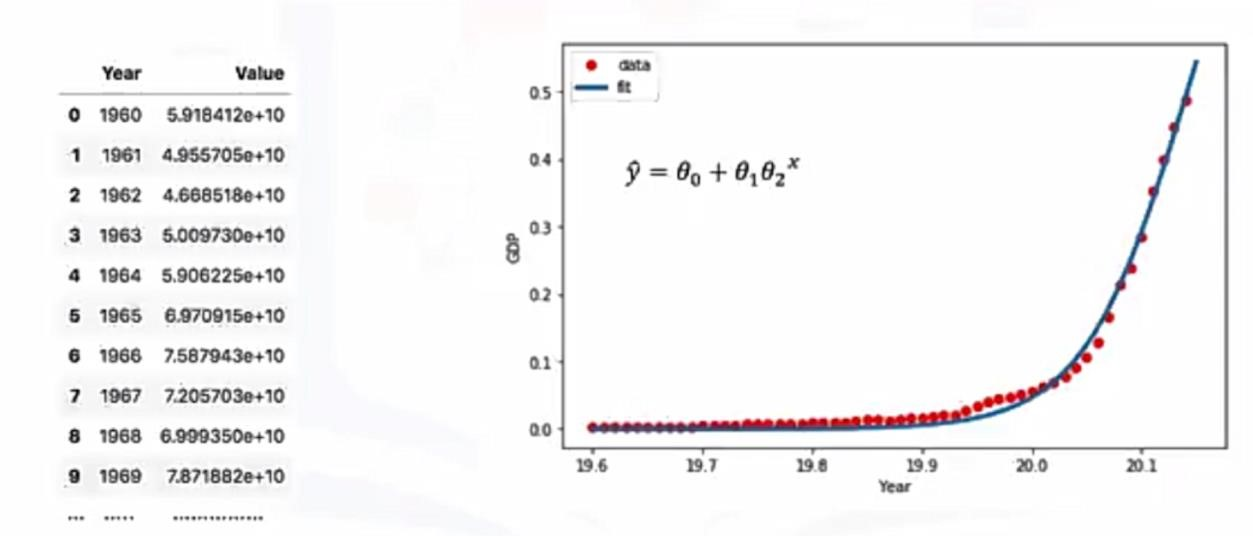 Year Value
0 1960 5.918412e+10
1 1961 4.955705e+10
2 1962 4.668518e+10
3 1963 5.009730e+10
4 1964 5.906225e+10
5 1965 6.970915e+10
6 1966 7.587943e+10
7 1967 7.205703e+10
8 1968 6.999350e+10
9 1969 7.871882e+10
... ..... ...............
data
fit
ŷ = θ₀ + θ₁θ₂ˣ
GDP
0.5
0.4
0.3
0.2
0.1
0.0
19.6 19.7 19.8 19.9 20.0 20.1
Year